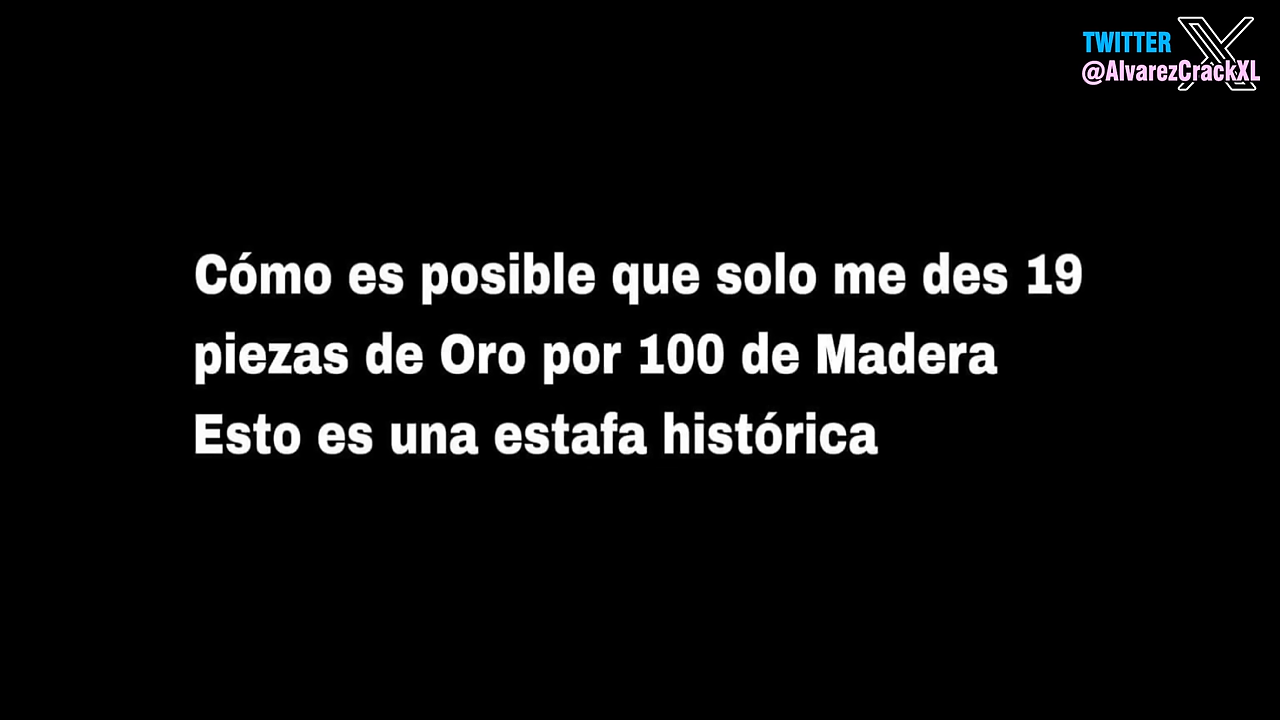 TWITTER
@AlvarezCrackXL
Cómo es posible que solo me des 19
piezas de Oro por 100 de Madera
Esto es una estafa histórica